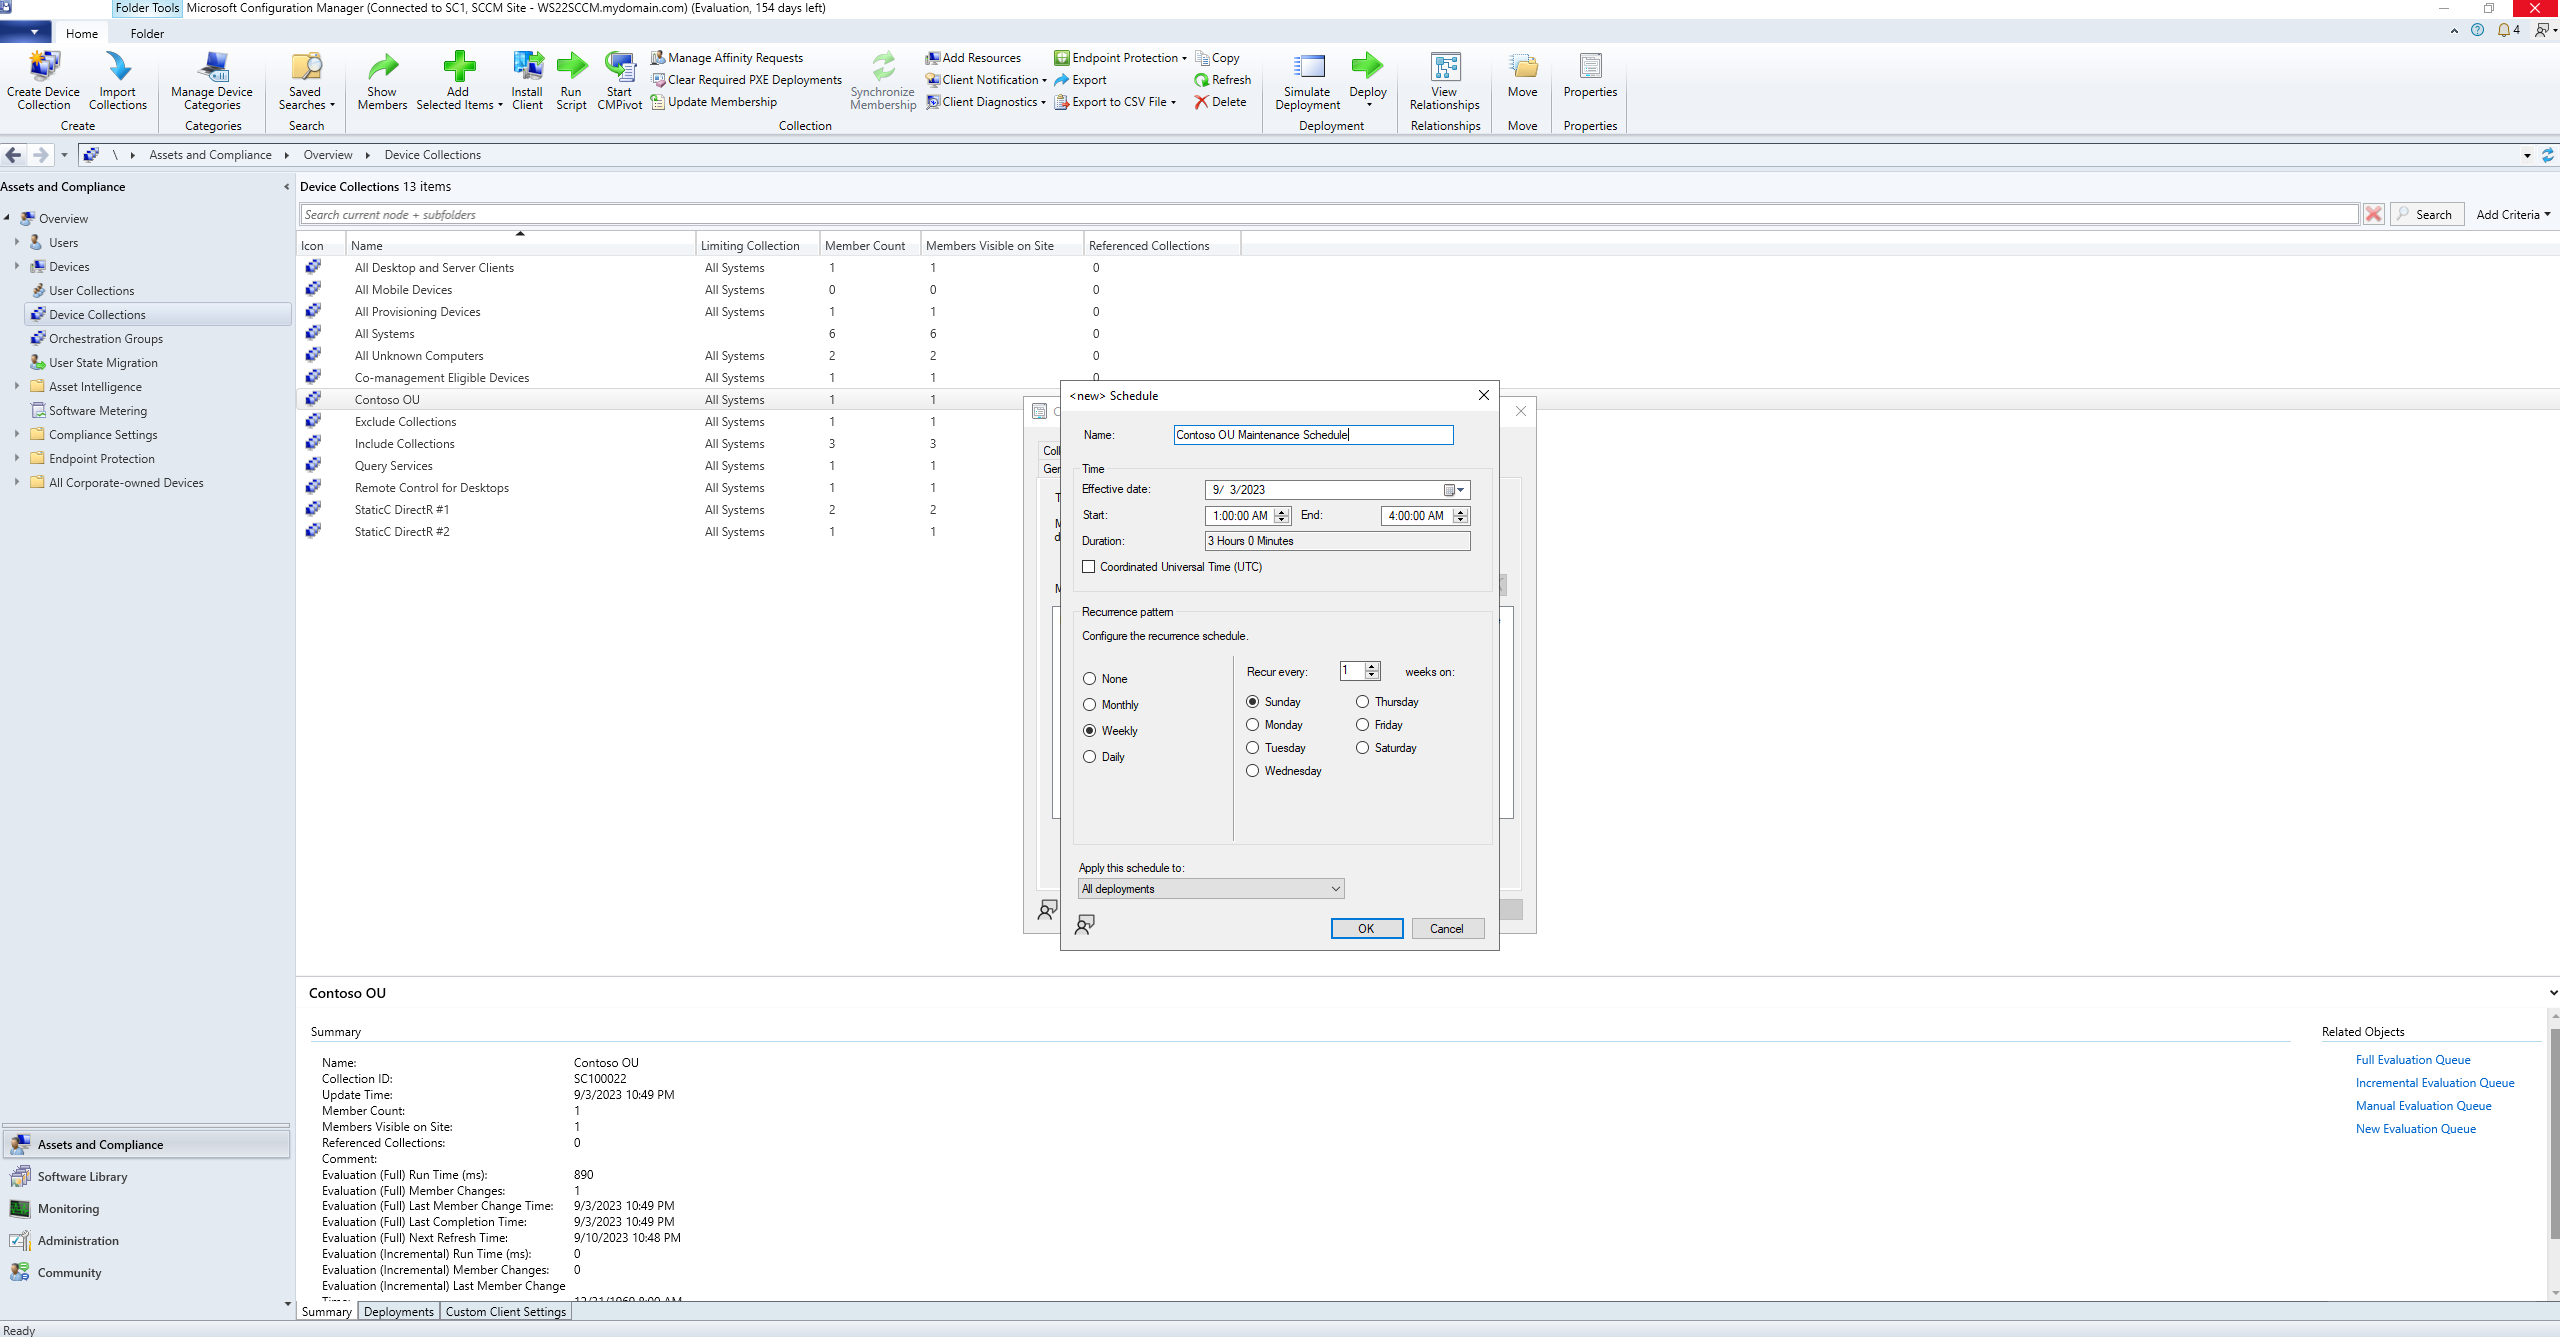 Folder Tools Microsoft Configuration Manager (Connected to SC1, SCCM Site - WS22SCCM.mydomain.com) (Evaluation, 154 days left)
Home Folder
4
Create Device Collection
Import Collections
Create
Manage Device Categories
Categories
Saved Searches
Search
Show Members
Add Selected Items
Install Client
Run Script
Start CMPivot
Manage Affinity Requests
Clear Required PXE Deployments
Update Membership
Synchronize Membership
Add Resources
Client Notification
Client Diagnostics
Endpoint Protection
Export
Export to CSV File
Copy
Refresh
Delete
Collection
Simulate Deployment
Deploy
Deployment
View Relationships
Relationships
Move
Move
Properties
Properties
\ Assets and Compliance Overview Device Collections
Assets and Compliance
Overview
Users
Devices
User Collections
Device Collections
Orchestration Groups
User State Migration
Asset Intelligence
Software Metering
Compliance Settings
Endpoint Protection
All Corporate-owned Devices
Assets and Compliance
Software Library
Monitoring
Administration
Community
Device Collections 13 items
Search current node + subfolders
Search Add Criteria
Icon Name Limiting Collection Member Count Members Visible on Site Referenced Collections
All Desktop and Server Clients All Systems 1 1 0
All Mobile Devices All Systems 0 0 0
All Provisioning Devices All Systems 1 1 0
All Systems 6 6 0
All Unknown Computers All Systems 2 2 0
Co-management Eligible Devices All Systems 1 1 0
Contoso OU All Systems 1 1
Exclude Collections All Systems 1 1
Include Collections All Systems 3 3
Query Services All Systems 1 1
Remote Control for Desktops All Systems 1 1
StaticC DirectR #1 All Systems 2 2
StaticC DirectR #2 All Systems 1 1
<new> Schedule
Name: Contoso OU Maintenance Schedule
Time
Effective date: 9/ 3/2023
Start: 1:00:00 AM End: 4:00:00 AM
Duration: 3 Hours 0 Minutes
Coordinated Universal Time (UTC)
Recurrence pattern
Configure the recurrence schedule.
None
Monthly
Weekly
Daily
Recur every: 1 weeks on:
Sunday Thursday
Monday Friday
Tuesday Saturday
Wednesday
Apply this schedule to:
All deployments
OK Cancel
Contoso OU
Summary
Name: Contoso OU
Collection ID: SC100022
Update Time: 9/3/2023 10:49 PM
Member Count: 1
Members Visible on Site: 1
Referenced Collections: 0
Comment:
Evaluation (Full) Run Time (ms): 890
Evaluation (Full) Member Changes: 1
Evaluation (Full) Last Member Change Time: 9/3/2023 10:49 PM
Evaluation (Full) Last Completion Time: 9/3/2023 10:49 PM
Evaluation (Full) Next Refresh Time: 9/10/2023 10:48 PM
Evaluation (Incremental) Run Time (ms): 0
Evaluation (Incremental) Member Changes: 0
Evaluation (Incremental) Last Member Change
Related Objects
Full Evaluation Queue
Incremental Evaluation Queue
Manual Evaluation Queue
New Evaluation Queue
Summary Deployments Custom Client Settings
Ready